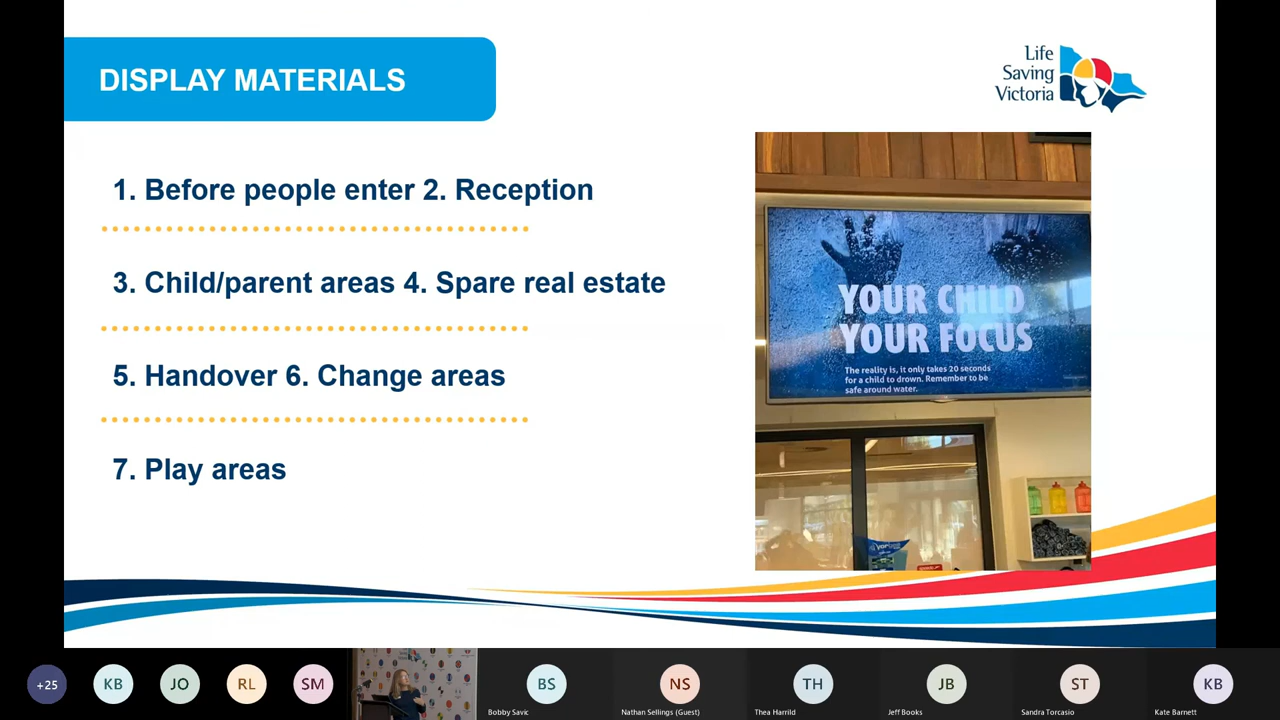 DISPLAY MATERIALS
Life
Saving
Victoria
1. Before people enter 2. Reception
3. Child/parent areas 4. Spare real estate
5. Handover 6. Change areas
7. Play areas
YOUR CHILD
YOUR FOCUS
The reality is, it only takes 20 seconds
for a child to drown. Remember to be
safe around water.
+25
KB
JO
RL
SM
BS
NS
TH
JB
ST
KB
Bobby Savic
Nathan Sellings (Guest)
Thea Harrild
Jeff Books
Sandra Torcasio
Kate Barnett